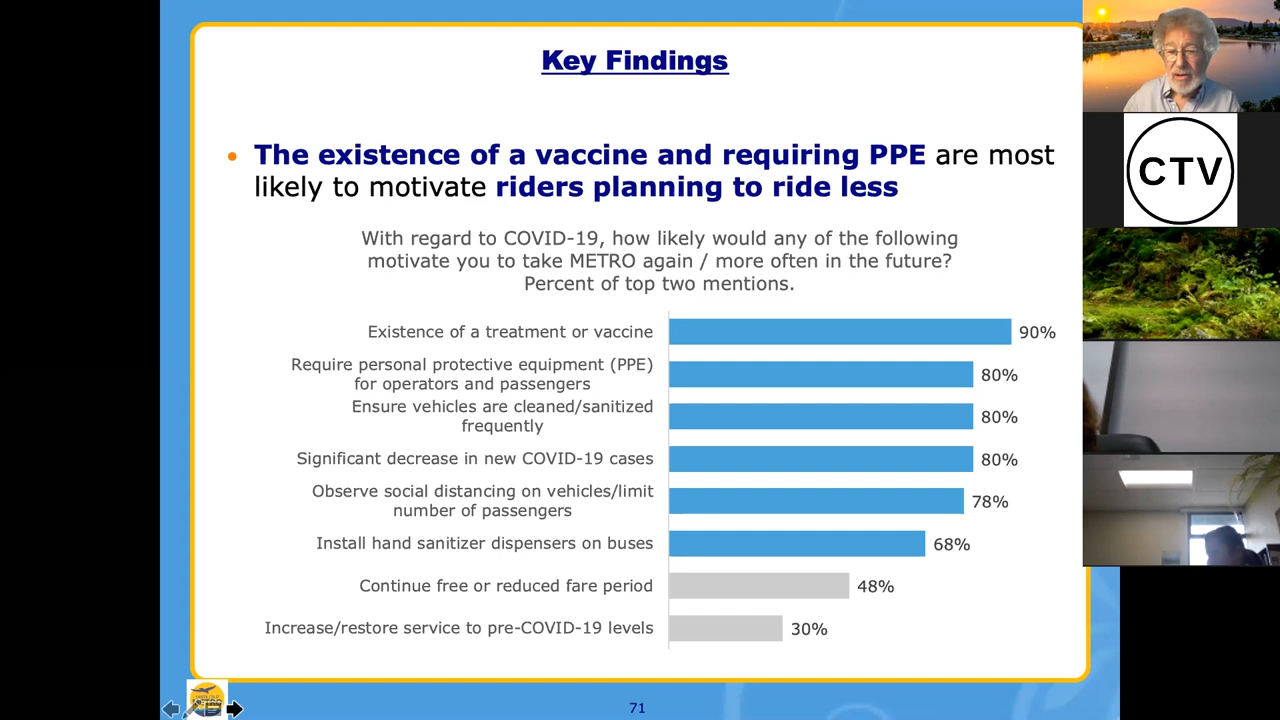 Key Findings
• The existence of a vaccine and requiring PPE are most
likely to motivate riders planning to ride less
With regard to COVID-19, how likely would any of the following
motivate you to take METRO again / more often in the future?
Percent of top two mentions.
Existence of a treatment or vaccine 90%
Require personal protective equipment (PPE)
for operators and passengers 80%
Ensure vehicles are cleaned/sanitized
frequently 80%
Significant decrease in new COVID-19 cases 80%
Observe social distancing on vehicles/limit
number of passengers 78%
Install hand sanitizer dispensers on buses 68%
Continue free or reduced fare period 48%
Increase/restore service to pre-COVID-19 levels 30%
71
CTV